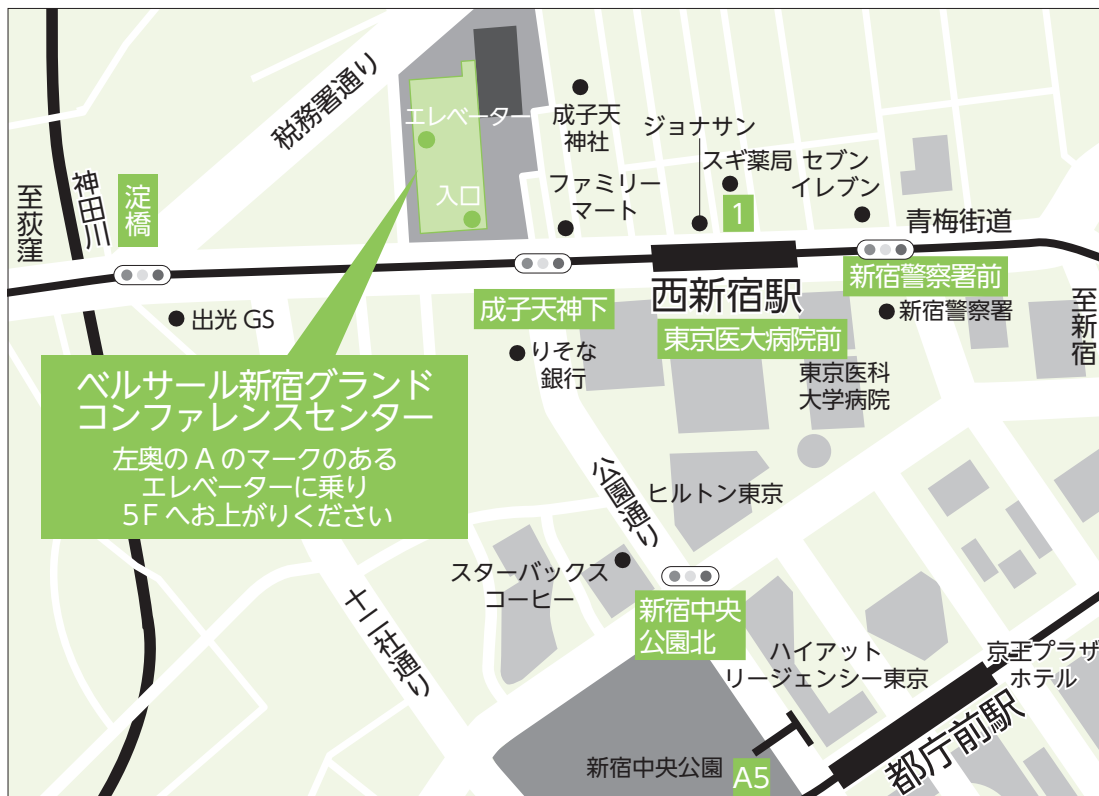 税務署通り
エレベーター
入口
成子天
神社
ジョナサン
スギ薬局
セブン
イレブン
ファミリー
マート
1
青梅街道
至荻窪
神田川
淀橋
成子天神下
西新宿駅
新宿警察署前
新宿警察署
至新宿
出光 GS
東京医大病院前
りそな
銀行
東京医科
大学病院
ベルサール新宿グランド
コンファレンスセンター
左奥の A のマークのある
エレベーターに乗り
5F へお上がりください
公園通り
ヒルトン東京
スターバックス
コーヒー
新宿中央
公園北
十二社通り
ハイアット
リージェンシー東京
京王プラザ
ホテル
都庁前駅
新宿中央公園
A5